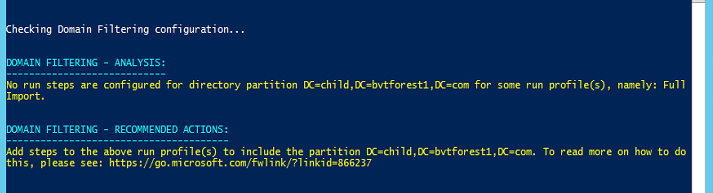 Checking Domain Filtering configuration...
DOMAIN FILTERING - ANALYSIS:
----------------------------
No run steps are configured for directory partition DC=child,DC=bvtforest1,DC=com for some run profile(s), namely: Full
Import.
DOMAIN FILTERING - RECOMMENDED ACTIONS:
---------------------------------------
Add steps to the above run profile(s) to include the partition DC=child,DC=bvtforest1,DC=com. To read more on how to do
this, please see: https://go.microsoft.com/fwlink/?linkid=866237